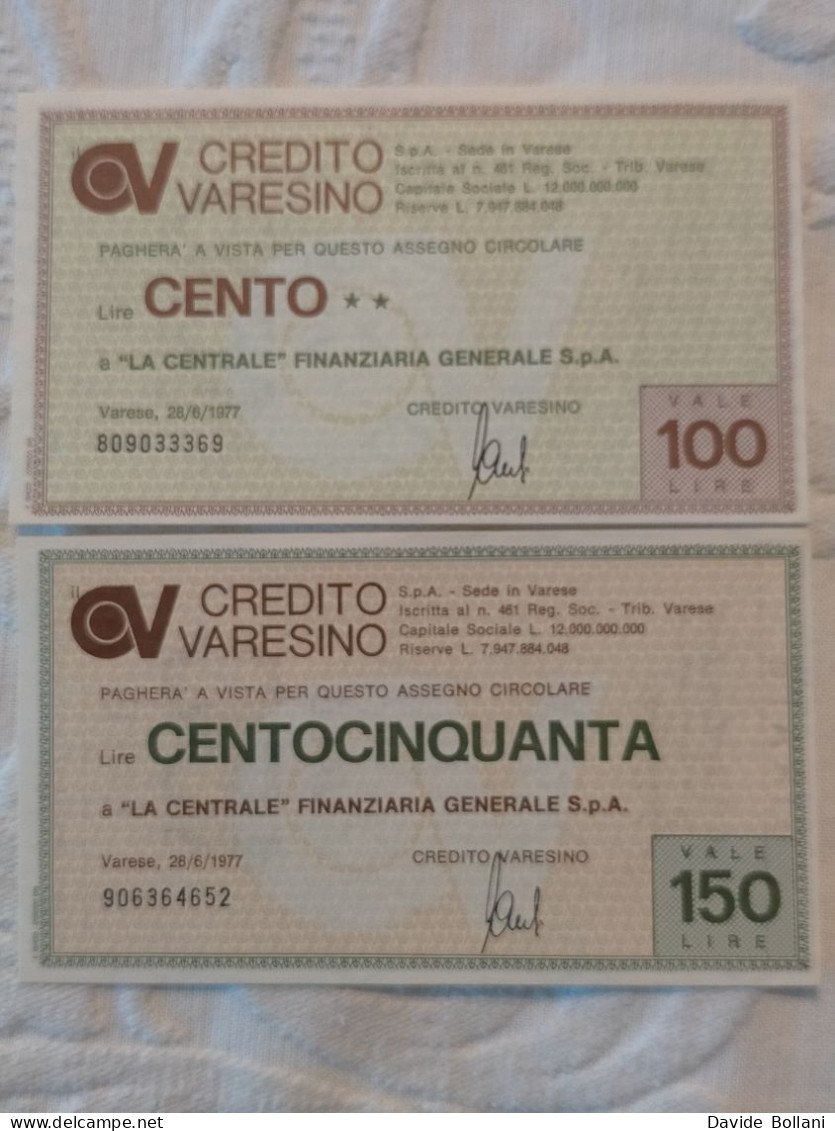 il CREDITO
VARESINO
S.p.A. - Sede in Varese
Iscritta al n. 461 Reg. Soc. - Trib. Varese
Capitale Sociale L. 12.000.000.000
Riserve L. 7.947.884.048
PAGHERA' A VISTA PER QUESTO ASSEGNO CIRCOLARE
Lire CENTO **
a "LA CENTRALE" FINANZIARIA GENERALE S.p.A.
Varese, 28/6/1977
CREDITO VARESINO
809033369
VALE
100
LIRE
il CREDITO
VARESINO
S.p.A. - Sede in Varese
Iscritta al n. 461 Reg. Soc. - Trib. Varese
Capitale Sociale L. 12.000.000.000
Riserve L. 7.947.884.048
PAGHERA' A VISTA PER QUESTO ASSEGNO CIRCOLARE
Lire CENTOCINQUANTA
a "LA CENTRALE" FINANZIARIA GENERALE S.p.A.
Varese, 28/6/1977
CREDITO VARESINO
906364652
VALE
150
LIRE
Davide Bollani